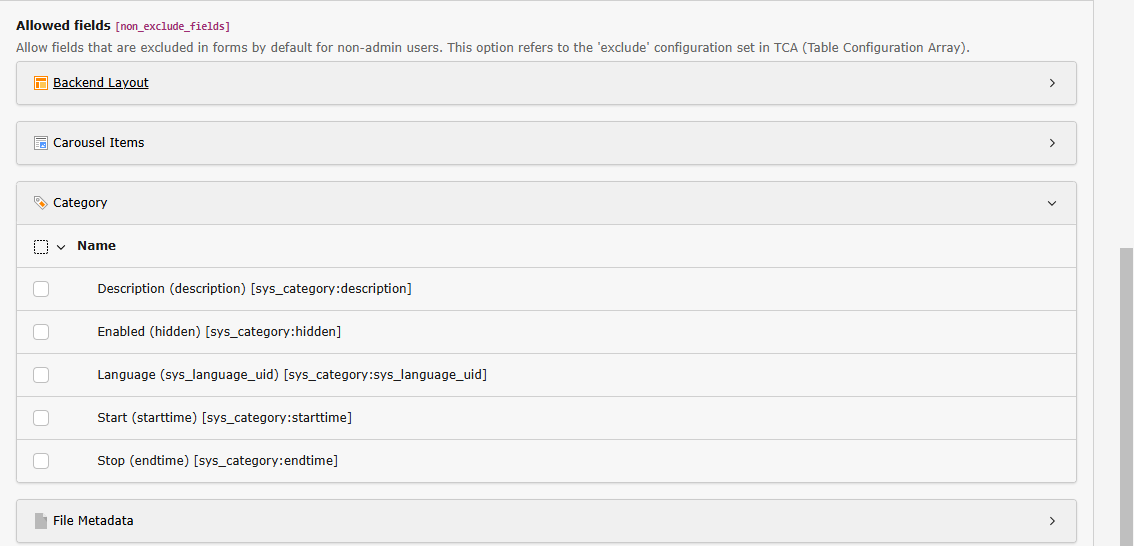 Allowed fields [non_exclude_fields]
Allow fields that are excluded in forms by default for non-admin users. This option refers to the 'exclude' configuration set in TCA (Table Configuration Array).
Backend Layout
Carousel Items
Category
Name
Description (description) [sys_category:description]
Enabled (hidden) [sys_category:hidden]
Language (sys_language_uid) [sys_category:sys_language_uid]
Start (starttime) [sys_category:starttime]
Stop (endtime) [sys_category:endtime]
File Metadata